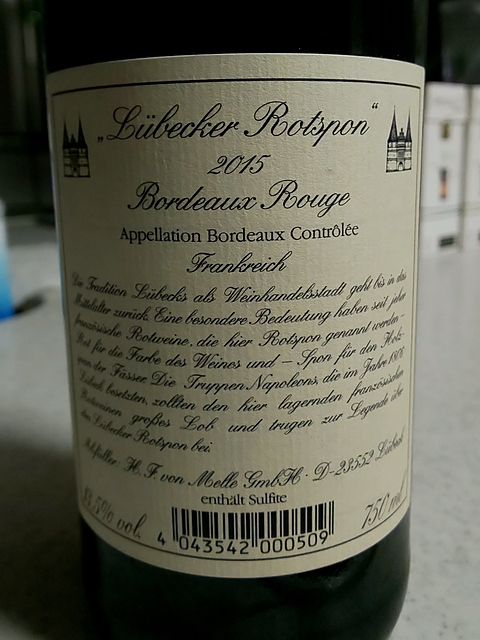 „Lübecker Rotspon“
2015
Bordeaux Rouge
Appellation Bordeaux Contrôlée
Frankreich
Die Tradition Lübecks als Weinhandelsstadt geht bis in das
Mittelalter zurück. Eine besondere Bedeutung haben seit jeher
französische Rotweine, die hier Rotspon genannt werden –
Rot für die Farbe des Weines und – Spon für den Holz-
span der Fässer. Die Truppen Napoleons, die im Jahre 1806
Lübeck besetzten, zollten den hier lagernden französischen
Rotweinen großes Lob und trugen zur Legende über
den Lübecker Rotspon bei.
Abfüller: H. F. von Melle GmbH · D-23552 Lübeck
enthält Sulfite
vol. 750 ml
4 043542 000509